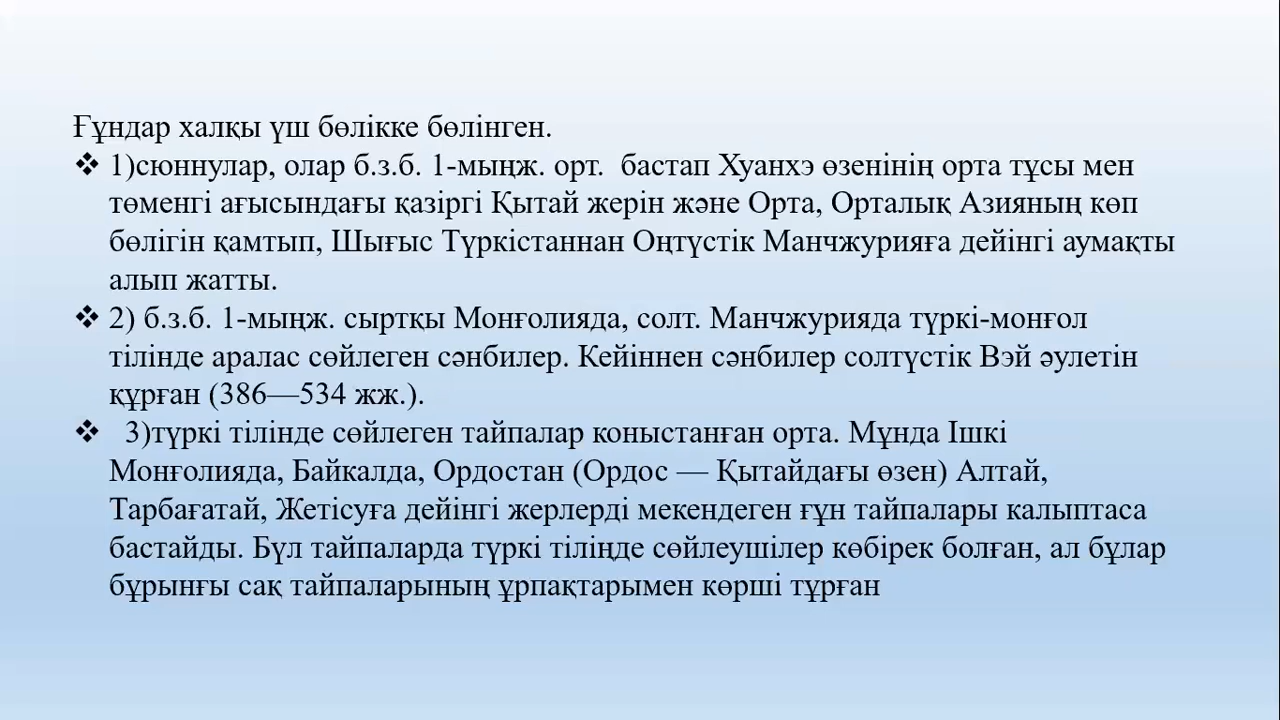 Ғұндар халқы үш бөлікке бөлінген.
❖ 1)сюннулар, олар б.з.б. 1-мыңж. орт.  бастап Хуанхэ өзенінің орта тұсы мен
төменгі ағысындағы қазіргі Қытай жерін және Орта, Орталық Азияның көп
бөлігін қамтып, Шығыс Түркістаннан Оңтүстік Манчжурияға дейінгі аумақты
алып жатты.
❖ 2) б.з.б. 1-мыңж. сыртқы Монғолияда, солт. Манчжурияда түркі-монғол
тілінде аралас сөйлеген сәнбилер. Кейіннен сәнбилер солтүстік Вэй әулетін
құрған (386—534 жж.).
❖ 3)түркі тілінде сөйлеген тайпалар коныстанған орта. Мұнда Ішкі
Монғолияда, Байкалда, Ордостан (Ордос — Қытайдағы өзен) Алтай,
Тарбағатай, Жетісуға дейінгі жерлерді мекендеген ғұн тайпалары калыптаса
бастайды. Бүл тайпаларда түркі тіліңде сөйлеушілер көбірек болған, ал бұлар
бұрынғы сақ тайпаларының ұрпақтарымен көрші тұрған